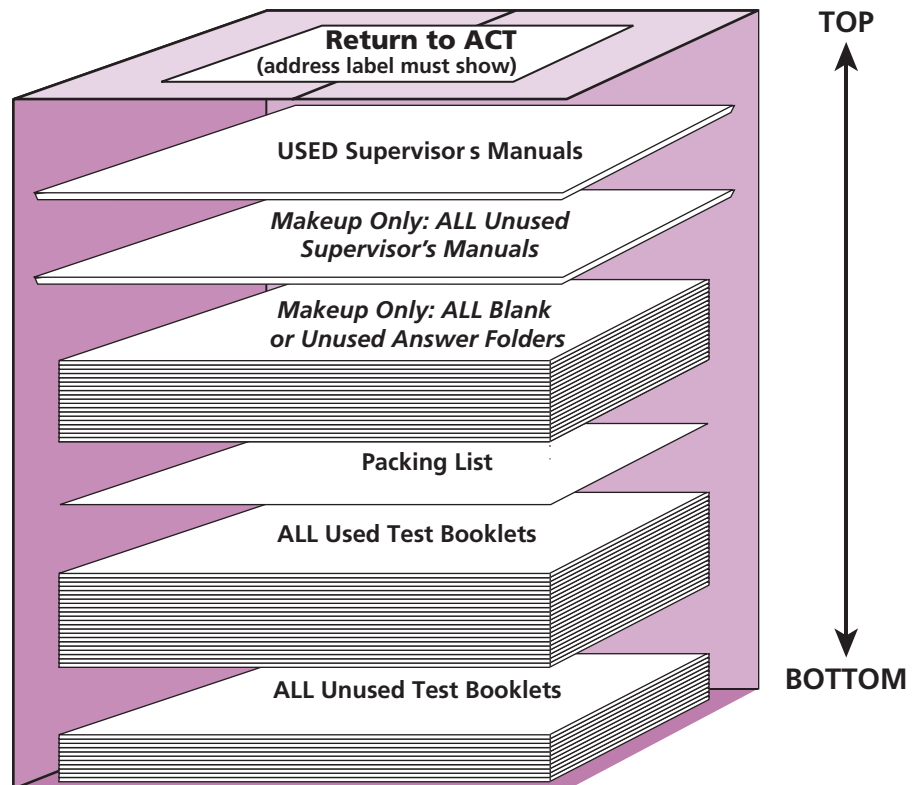 TOP
Return to ACT
(address label must show)
USED Supervisor s Manuals
Makeup Only: ALL Unused
Supervisor's Manuals
Makeup Only: ALL Blank
or Unused Answer Folders
Packing List
ALL Used Test Booklets
ALL Unused Test Booklets
BOTTOM